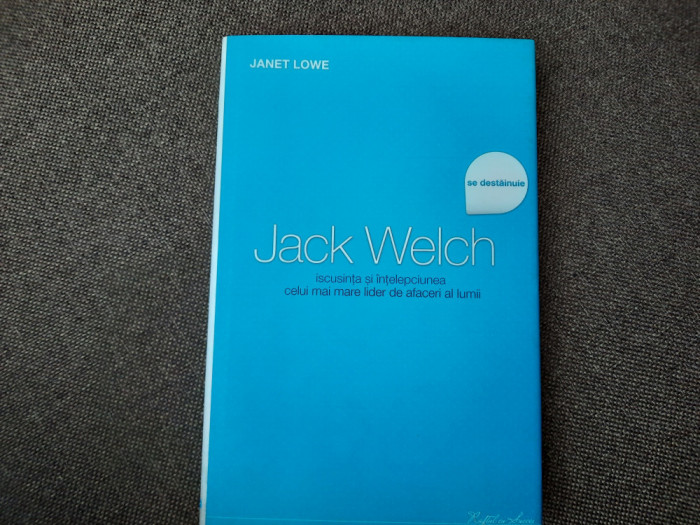 JANET LOWE
se destăinuie
Jack Welch
iscusința și înțelepciunea
celui mai mare lider de afaceri al lumii